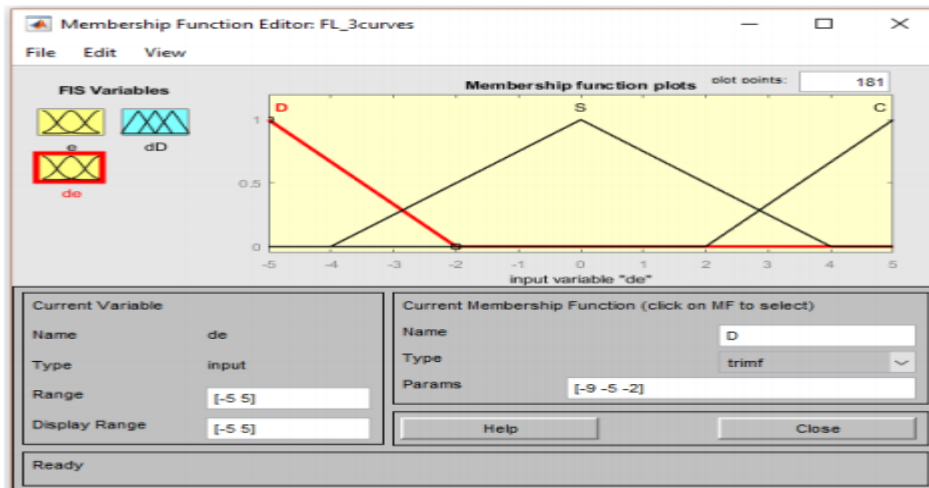 Membership Function Editor: FL_3curves
File Edit View
FIS Variables
e
dD
de
Membership function plots
plot points:
181
D
S
C
1
0.5
0
-5 -4 -3 -2 -1 0 1 2 3 4 5
input variable "de"
Current Variable
Name de
Type input
Range [-5 5]
Display Range [-5 5]
Current Membership Function (click on MF to select)
Name D
Type trimf
Params [-9 -5 -2]
Help Close
Ready